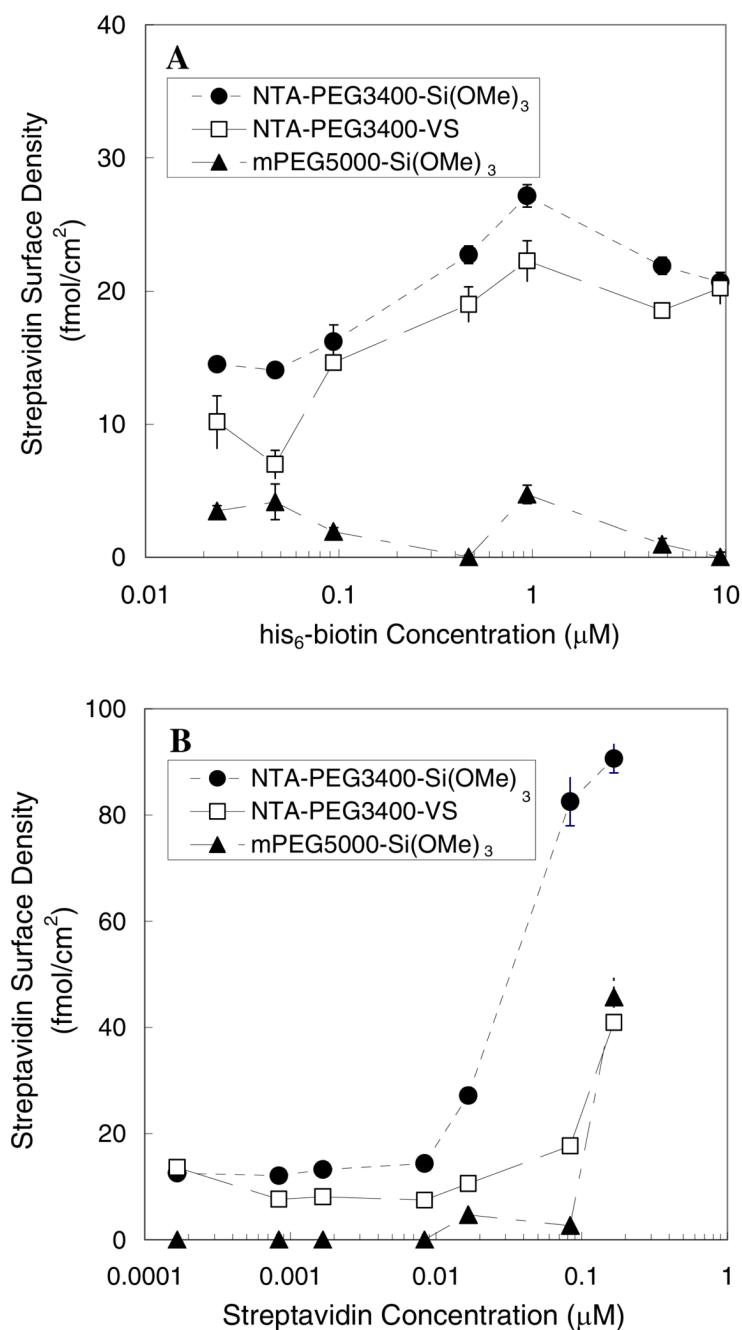 A
NTA-PEG3400-Si(OMe)3
NTA-PEG3400-VS
mPEG5000-Si(OMe)3
Streptavidin Surface Density
(fmol/cm2)
40
30
20
10
0
0.01
0.1
1
10
his6-biotin Concentration (μM)
B
NTA-PEG3400-Si(OMe)3
NTA-PEG3400-VS
mPEG5000-Si(OMe)3
Streptavidin Surface Density
(fmol/cm2)
100
80
60
40
20
0
0.0001
0.001
0.01
0.1
1
Streptavidin Concentration (μM)